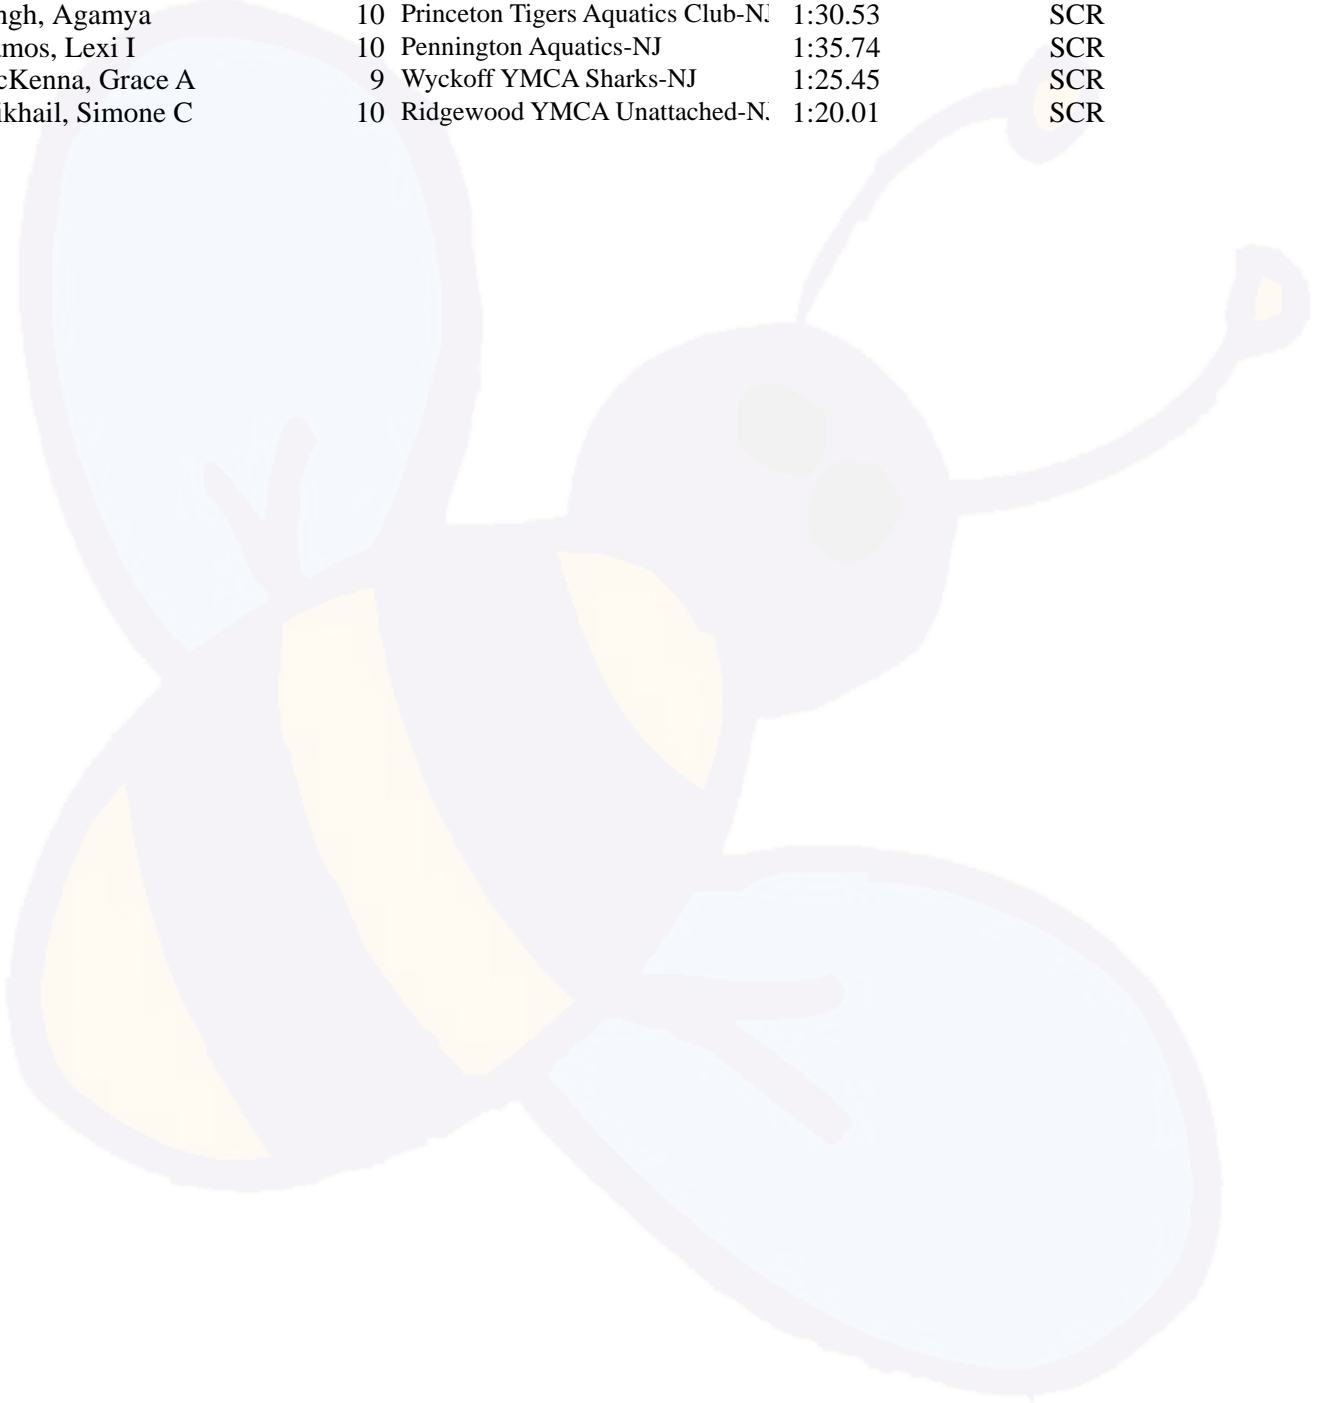 ngh, Agamya 10 Princeton Tigers Aquatics Club-NJ 1:30.53 SCR
mos, Lexi I 10 Pennington Aquatics-NJ 1:35.74 SCR
cKenna, Grace A 9 Wyckoff YMCA Sharks-NJ 1:25.45 SCR
ikhail, Simone C 10 Ridgewood YMCA Unattached-NJ 1:20.01 SCR